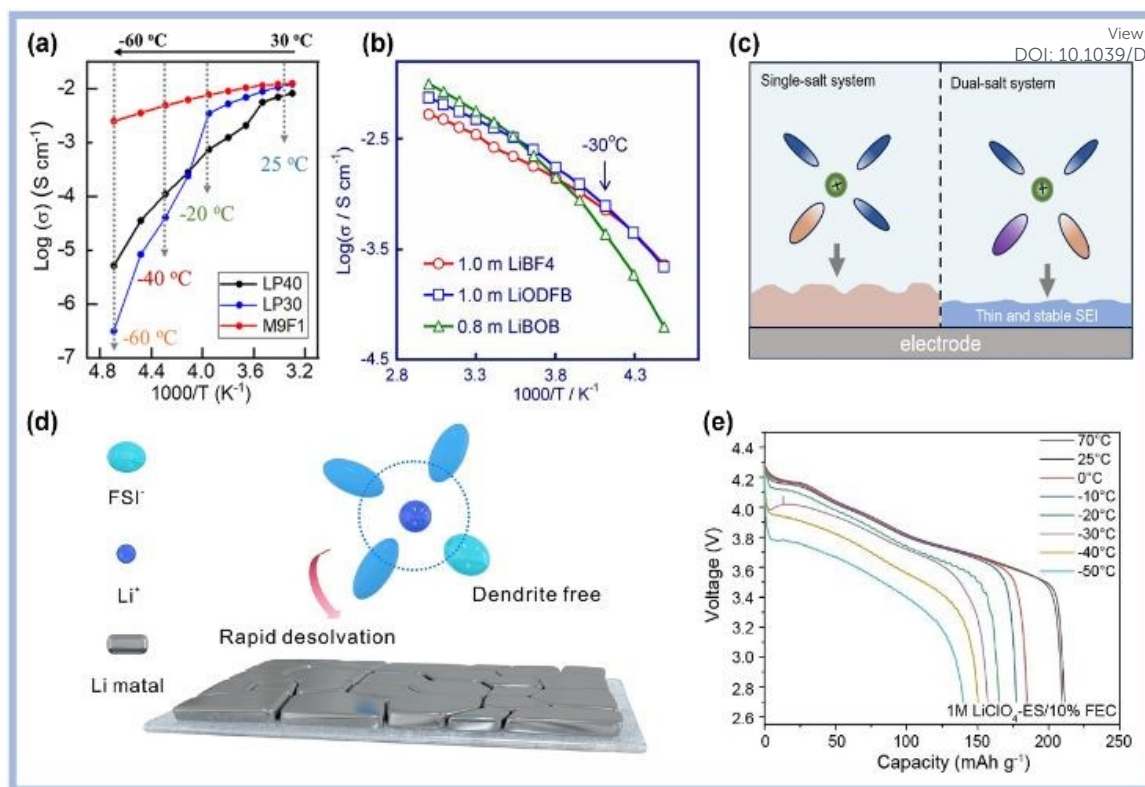 View
DOI: 10.1039/D
(a)
-60 ºC
30 ºC
-2
-3
-4
-5
-6
-7
Log (σ) (S cm⁻¹)
25 ºC
-20 ºC
-40 ºC
-60 ºC
LP40
LP30
M9F1
4.8
4.4
4.0
3.6
3.2
1000/T (K⁻¹)
(b)
-2.5
-3.5
-4.5
Log(σ / S cm⁻¹)
-30°C
1.0 m LiBF4
1.0 m LiODFB
0.8 m LiBOB
2.8
3.3
3.8
4.3
1000/T / K⁻¹
(c)
Single-salt system
Dual-salt system
+
+
Thin and stable SEI
electrode
(d)
FSI⁻
Li⁺
Li matal
Dendrite free
Rapid desolvation
(e)
4.4
4.2
4.0
3.8
3.6
3.4
3.2
3.0
2.8
2.6
Voltage (V)
70°C
25°C
0°C
-10°C
-20°C
-30°C
-40°C
-50°C
1M LiClO₄-ES/10% FEC
0
50
100
150
200
250
Capacity (mAh g⁻¹)